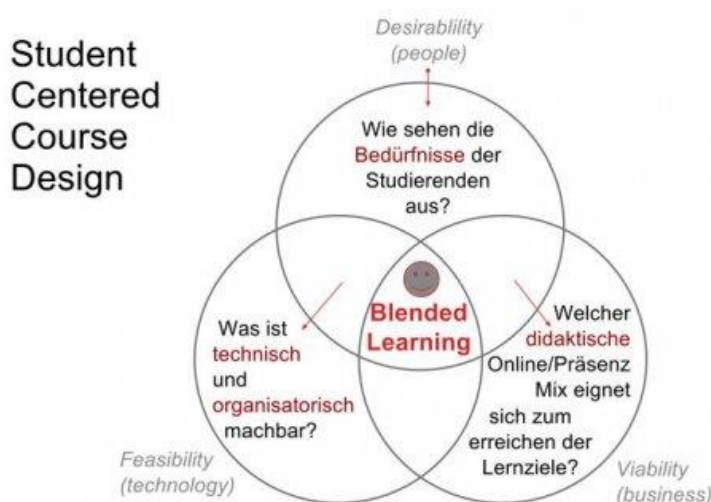 Student
Centered
Course
Design
Desirablility
(people)
Wie sehen die
Bedürfnisse der
Studierenden
aus?
Blended
Learning
Was ist
technisch
und
organisatorisch
machbar?
Welcher
didaktische
Online/Präsenz
Mix eignet
sich zum
erreichen der
Lernziele?
Feasibility
(technology)
Viability
(business)